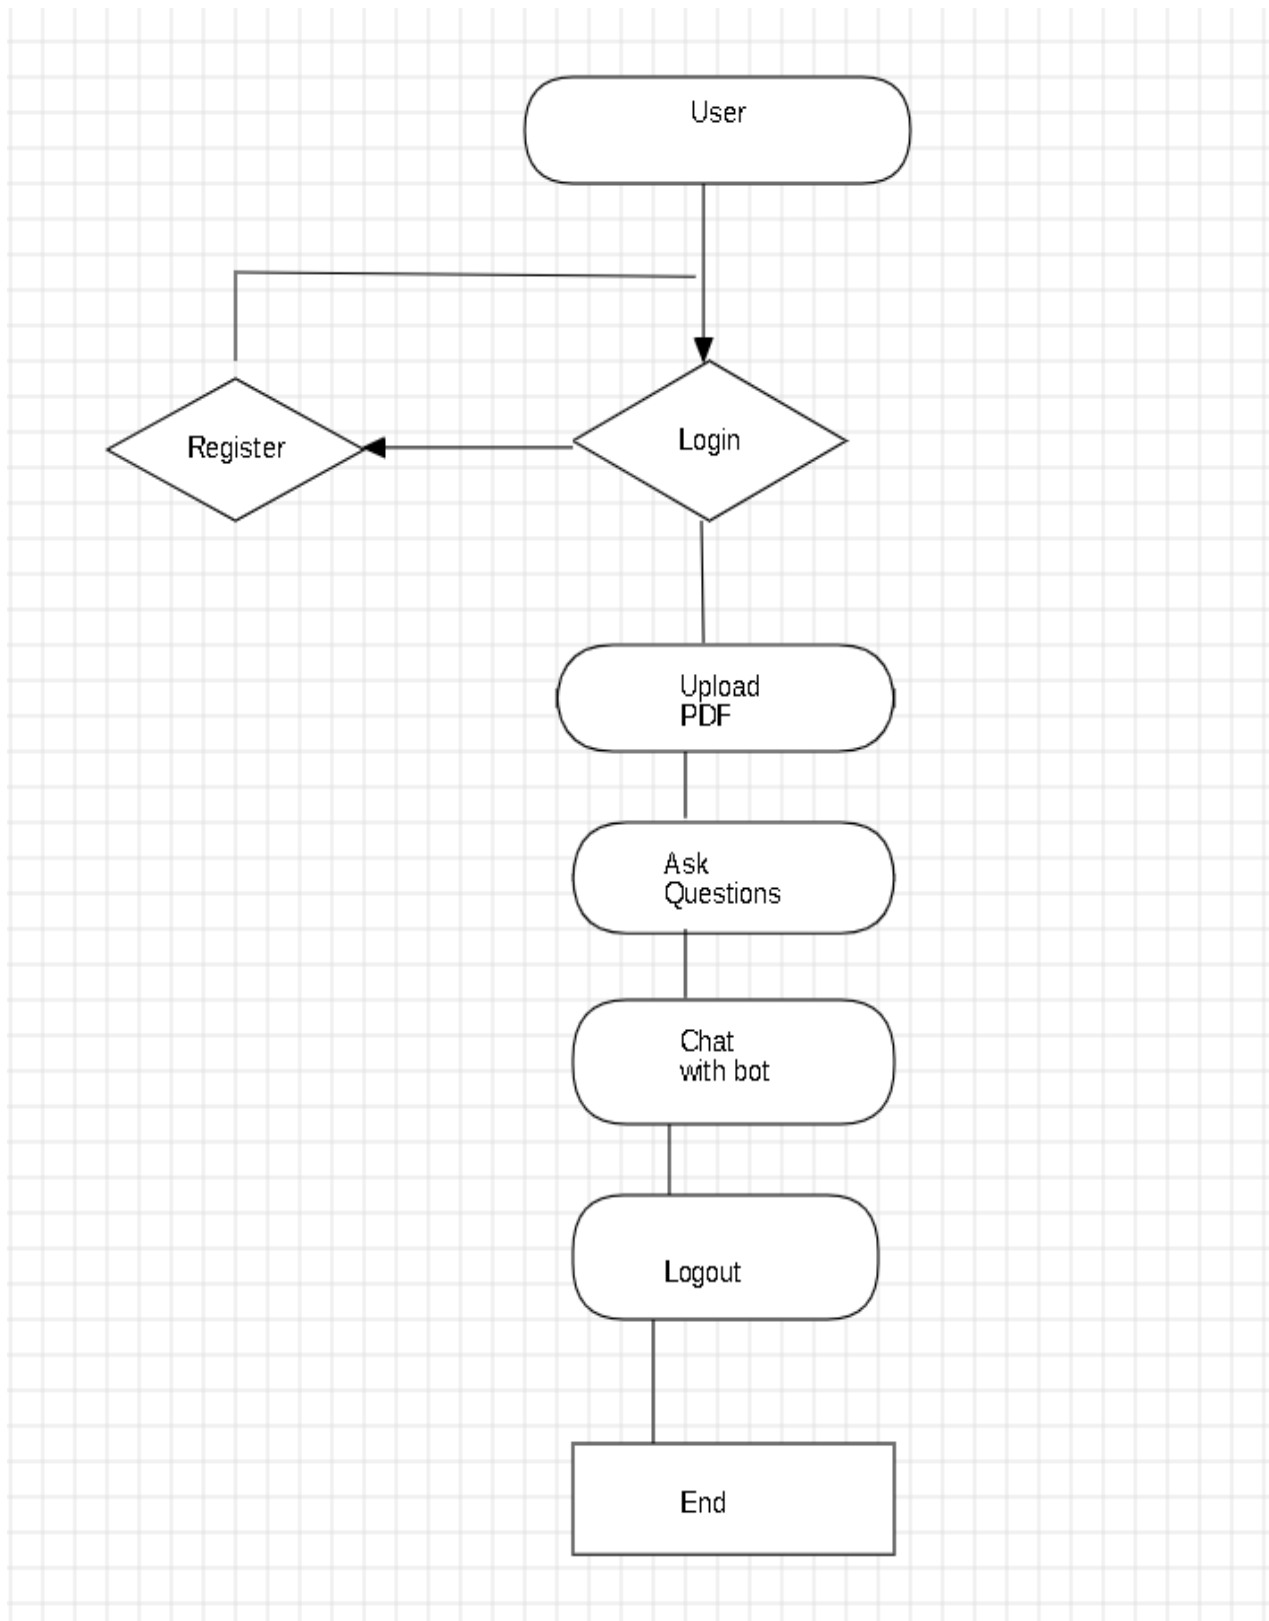 User
Register
Login
Upload
PDF
Ask
Questions
Chat
with bot
Logout
End